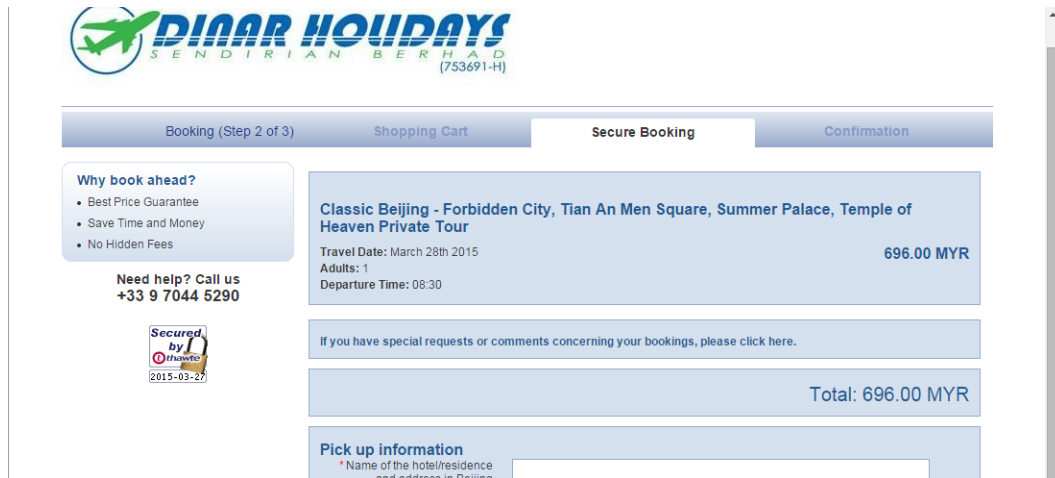 DINAR HOLIDAYS
SENDIRIAN BERHAD
(753691-H)
Booking (Step 2 of 3)
Shopping Cart
Secure Booking
Confirmation
Why book ahead?
• Best Price Guarantee
• Save Time and Money
• No Hidden Fees
Need help? Call us
+33 9 7044 5290
Secured
by
thawte
2015-03-27
Classic Beijing - Forbidden City, Tian An Men Square, Summer Palace, Temple of
Heaven Private Tour
Travel Date: March 28th 2015
696.00 MYR
Adults: 1
Departure Time: 08:30
If you have special requests or comments concerning your bookings, please click here.
Total: 696.00 MYR
Pick up information
*Name of the hotel/residence
and address in Beijing